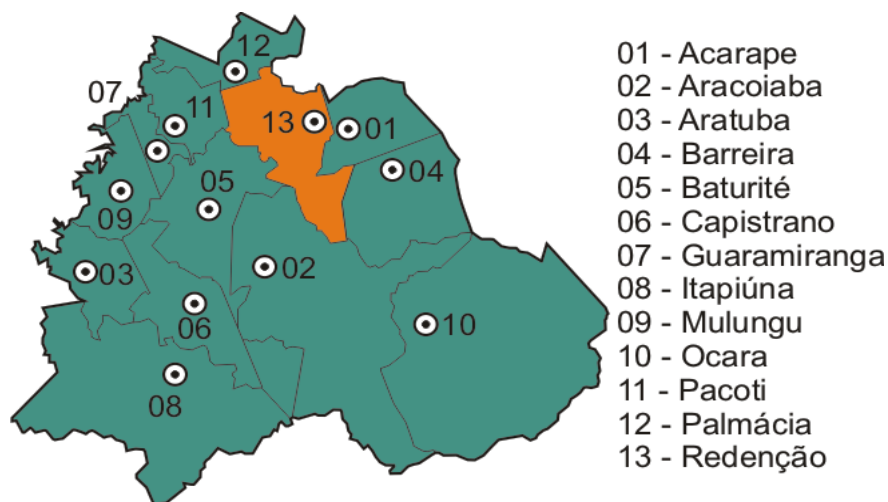 12
07
11
13
01
04
05
09
02
03
06
10
08
01 - Acarape
02 - Aracoiaba
03 - Aratuba
04 - Barreira
05 - Baturité
06 - Capistrano
07 - Guaramiranga
08 - Itapiúna
09 - Mulungu
10 - Ocara
11 - Pacoti
12 - Palmácia
13 - Redenção